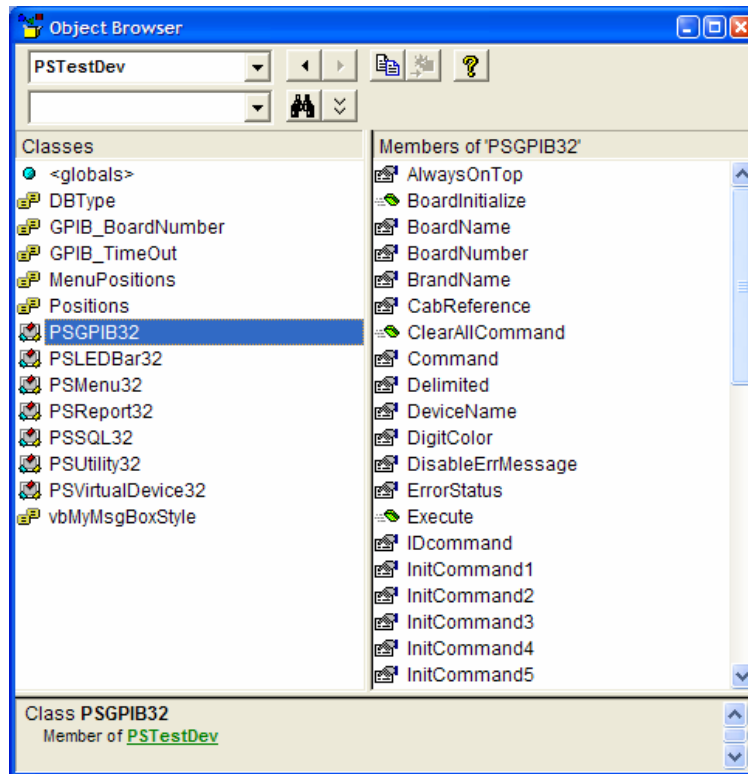 Object Browser
PSTestDev
Classes
<globals>
DBType
GPIB_BoardNumber
GPIB_TimeOut
MenuPositions
Positions
PSGPIB32
PSLEDBar32
PSMenu32
PSReport32
PSSQL32
PSUtility32
PSVirtualDevice32
vbMyMsgBoxStyle
Members of 'PSGPIB32'
AlwaysOnTop
BoardInitialize
BoardName
BoardNumber
BrandName
CabReference
ClearAllCommand
Command
Delimited
DeviceName
DigitColor
DisableErrMessage
ErrorStatus
Execute
IDcommand
InitCommand1
InitCommand2
InitCommand3
InitCommand4
InitCommand5
Class PSGPIB32
Member of PSTestDev